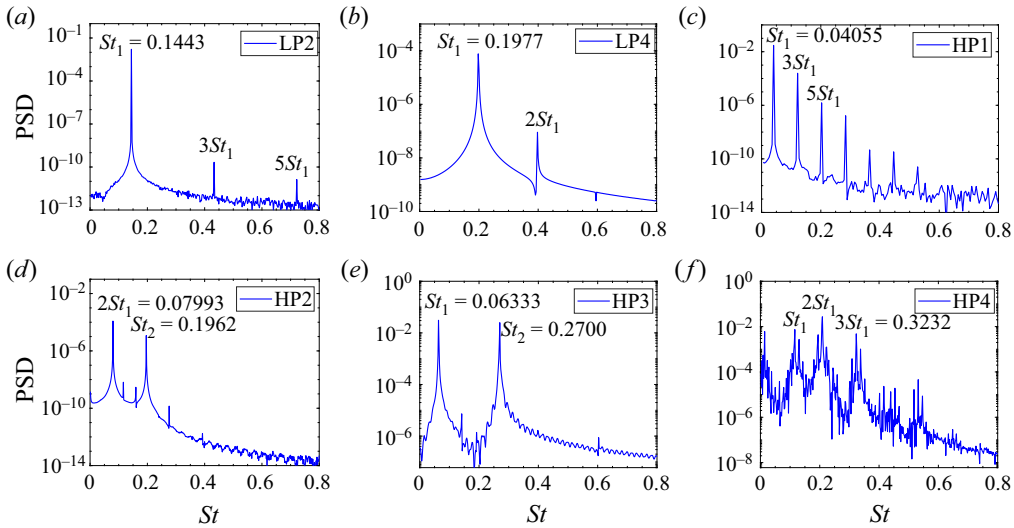 (a)
10⁻¹
St₁ = 0.1443
LP2
10⁻⁴
PSD
10⁻⁷
10⁻¹⁰
3St₁
5St₁
10⁻¹³
0 0.2 0.4 0.6 0.8
(b)
St₁ = 0.1977
LP4
10⁻⁴
10⁻⁶
2St₁
10⁻⁸
10⁻¹⁰
0 0.2 0.4 0.6 0.8
(c)
St₁ = 0.04055
HP1
10⁻²
3St₁
10⁻⁶
5St₁
10⁻¹⁰
10⁻¹⁴
0 0.2 0.4 0.6 0.8
(d)
10⁻²
2St₁ = 0.07993
HP2
St₂ = 0.1962
10⁻⁶
PSD
10⁻¹⁰
10⁻¹⁴
0 0.2 0.4 0.6 0.8
St
(e)
10⁰
St₁ = 0.06333
HP3
10⁻²
St₂ = 0.2700
10⁻⁴
10⁻⁶
0 0.2 0.4 0.6 0.8
St
(f)
10⁰
HP4
2St₁
10⁻²
St₁
3St₁ = 0.3232
10⁻⁴
10⁻⁶
10⁻⁸
0 0.2 0.4 0.6 0.8
St